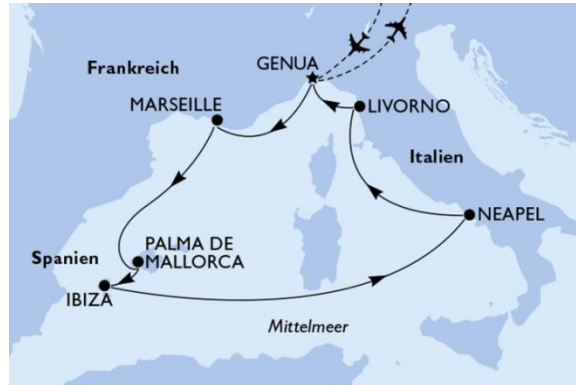 Frankreich
GENUA
MARSEILLE
LIVORNO
Italien
NEAPEL
Spanien
PALMA DE
MALLORCA
IBIZA
Mittelmeer